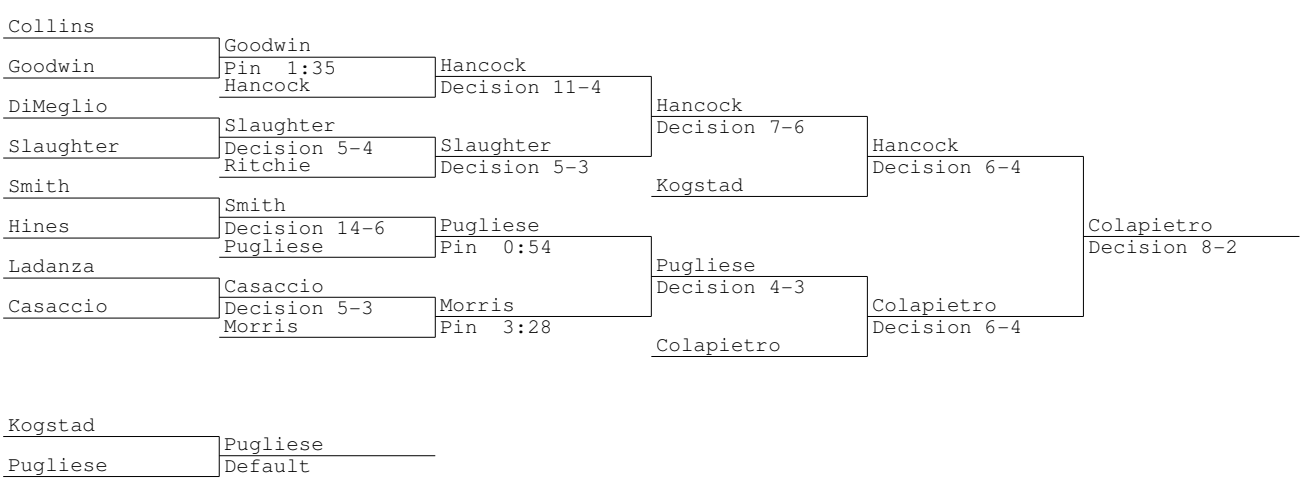 Collins
Goodwin
Goodwin
Pin 1:35
Hancock
Hancock
Decision 11-4
DiMeglio
Slaughter
Slaughter
Decision 5-4
Ritchie
Slaughter
Decision 5-3
Hancock
Decision 7-6
Kogstad
Hancock
Decision 6-4
Smith
Hines
Smith
Decision 14-6
Pugliese
Pugliese
Pin 0:54
Ladanza
Casaccio
Casaccio
Decision 5-3
Morris
Morris
Pin 3:28
Pugliese
Decision 4-3
Colapietro
Colapietro
Decision 6-4
Colapietro
Decision 8-2
Kogstad
Pugliese
Pugliese
Default